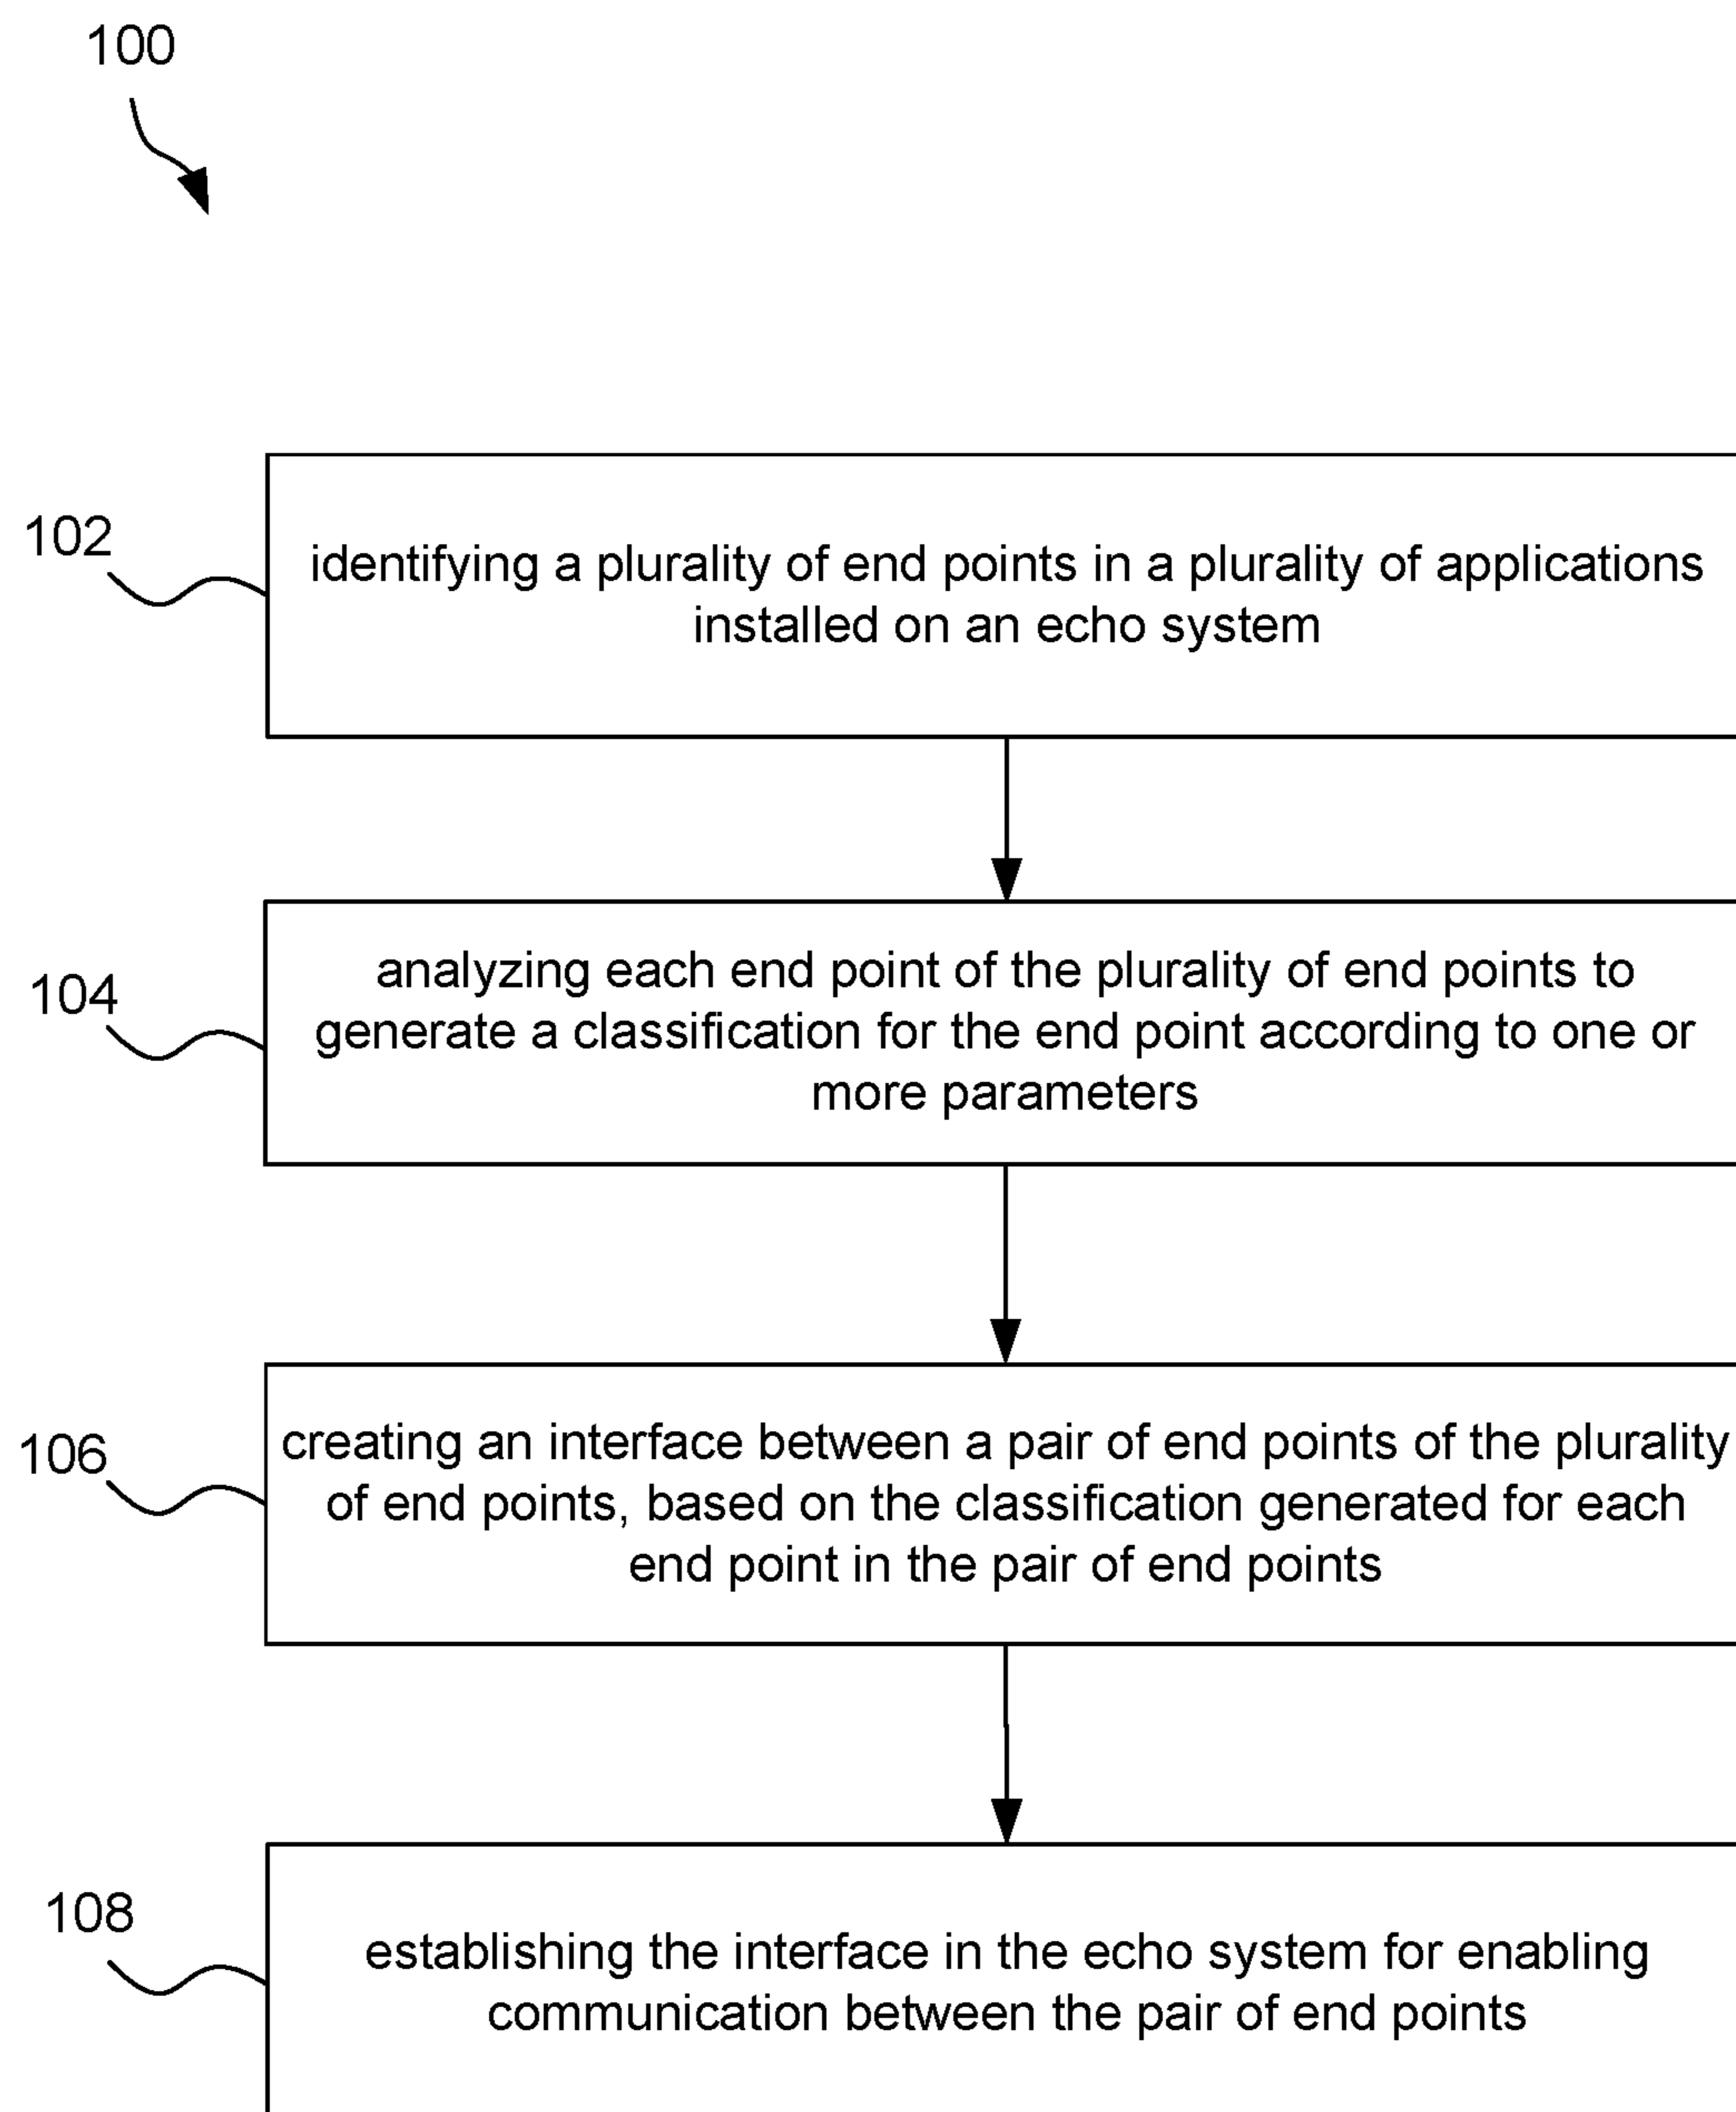 100
102
identifying a plurality of end points in a plurality of applications
installed on an echo system
104
analyzing each end point of the plurality of end points to
generate a classification for the end point according to one or
more parameters
106
creating an interface between a pair of end points of the plurality
of end points, based on the classification generated for each
end point in the pair of end points
108
establishing the interface in the echo system for enabling
communication between the pair of end points